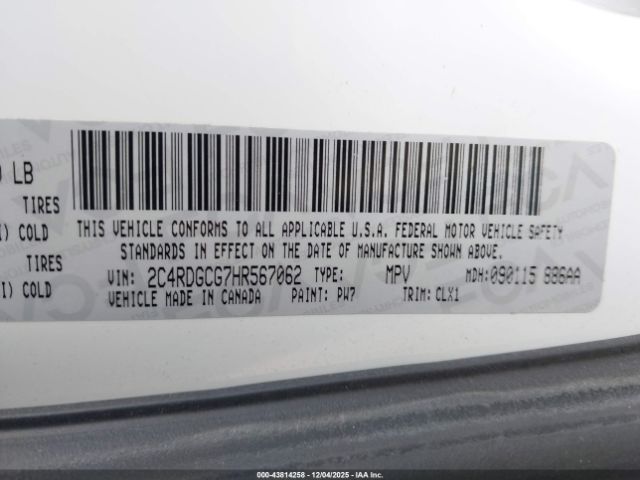 LB
TIRES
COLD
TIRES
COLD
THIS VEHICLE CONFORMS TO ALL APPLICABLE U.S.A. FEDERAL MOTOR VEHICLE SAFETY
STANDARDS IN EFFECT ON THE DATE OF MANUFACTURE SHOWN ABOVE.
VIN: 2C4RDGCG7HR567062 TYPE: MPV MDH:090115 886AA
VEHICLE MADE IN CANADA PAINT: PW7 TRIM: CLX1
000-43814258 - 12/04/2025 - IAA Inc.